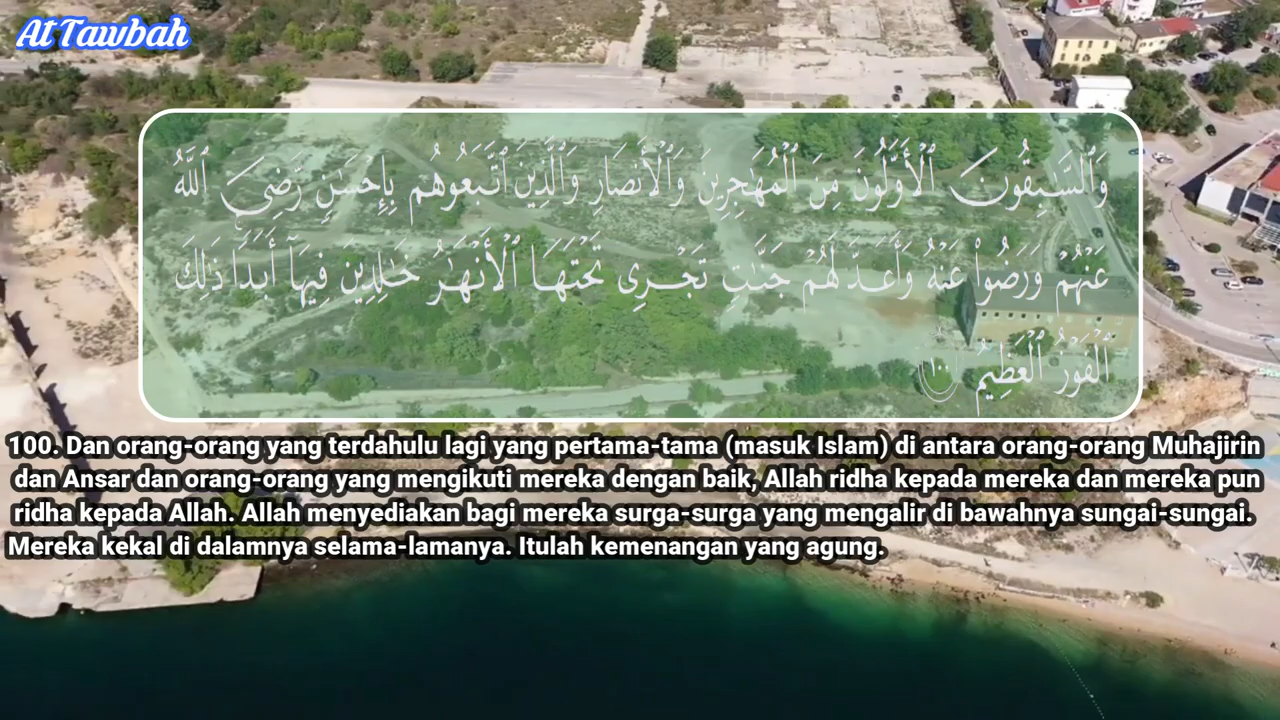 At Tawbah
وَٱلسَّٰبِقُونَ ٱلْأَوَّلُونَ مِنَ ٱلْمُهَٰجِرِينَ وَٱلْأَنصَارِ وَٱلَّذِينَ ٱتَّبَعُوهُم بِإِحْسَٰنٍ رَّضِىَ ٱللَّهُ
عَنْهُمْ وَرَضُوا۟ عَنْهُ وَأَعَدَّ لَهُمْ جَنَّٰتٍ تَجْرِى تَحْتَهَا ٱلْأَنْهَٰرُ خَٰلِدِينَ فِيهَآ أَبَدًا ذَٰلِكَ
ٱلْفَوْزُ ٱلْعَظِيمُ ١٠٠
100. Dan orang-orang yang terdahulu lagi yang pertama-tama (masuk Islam) di antara orang-orang Muhajirin
dan Ansar dan orang-orang yang mengikuti mereka dengan baik, Allah ridha kepada mereka dan mereka pun
ridha kepada Allah. Allah menyediakan bagi mereka surga-surga yang mengalir di bawahnya sungai-sungai.
Mereka kekal di dalamnya selama-lamanya. Itulah kemenangan yang agung.